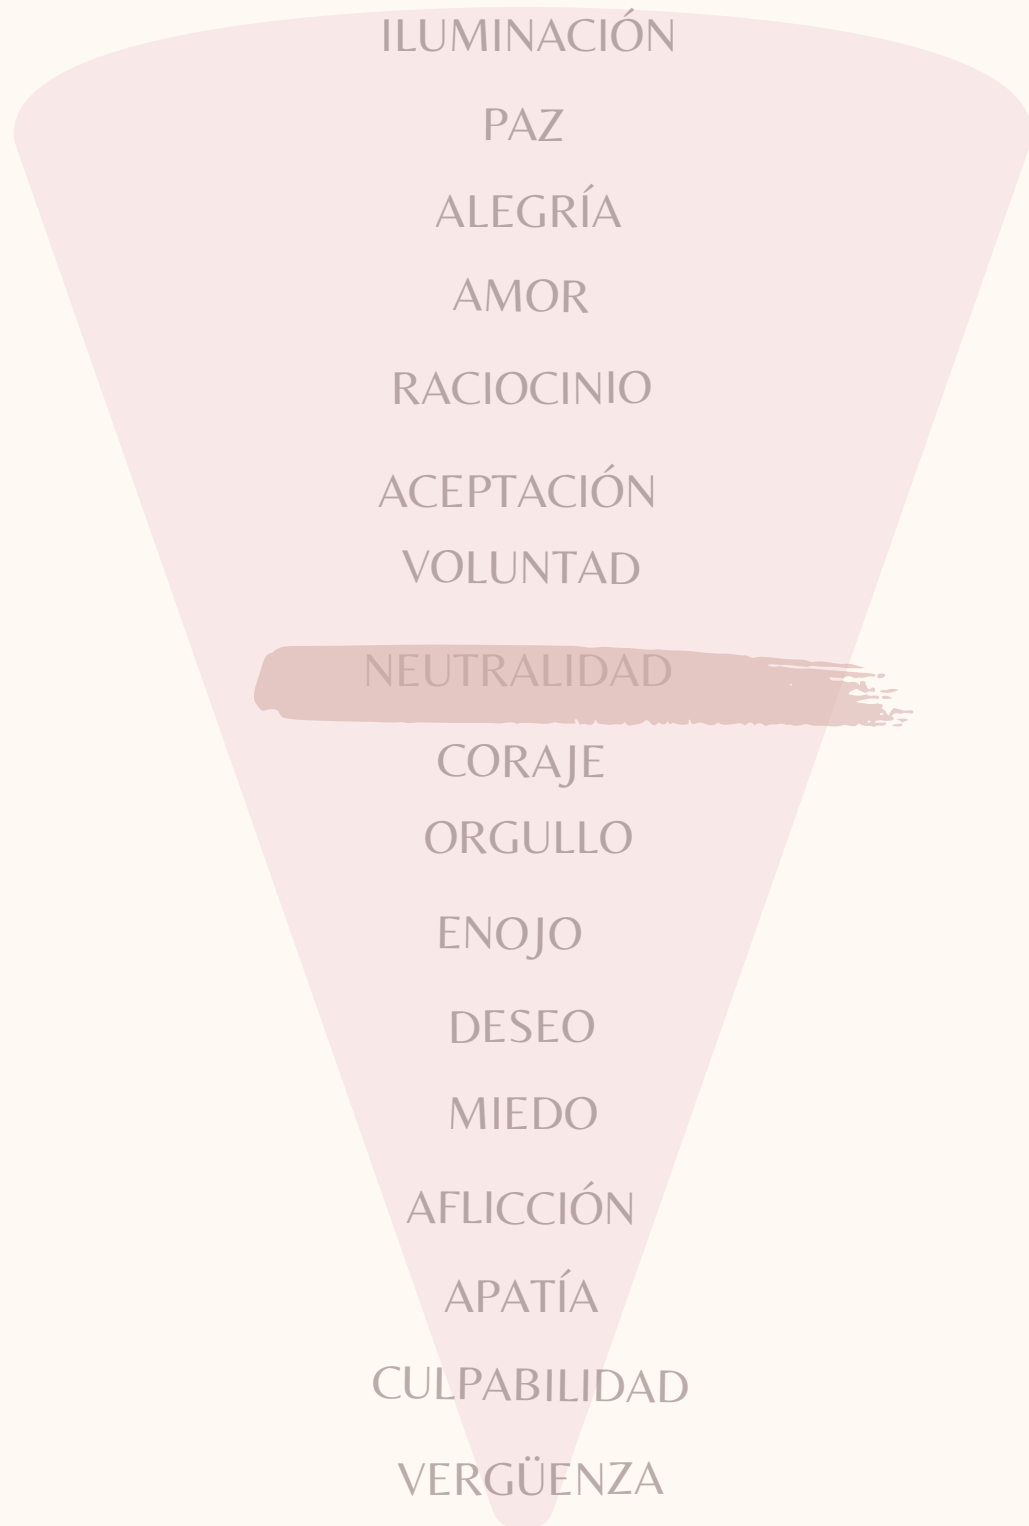 ILUMINACIÓN
PAZ
ALEGRÍA
AMOR
RACIOCINIO
ACEPTACIÓN
VOLUNTAD
NEUTRALIDAD
CORAJE
ORGULLO
ENOJO
DESEO
MIEDO
AFLICCIÓN
APATÍA
CULPABILIDAD
VERGÜENZA